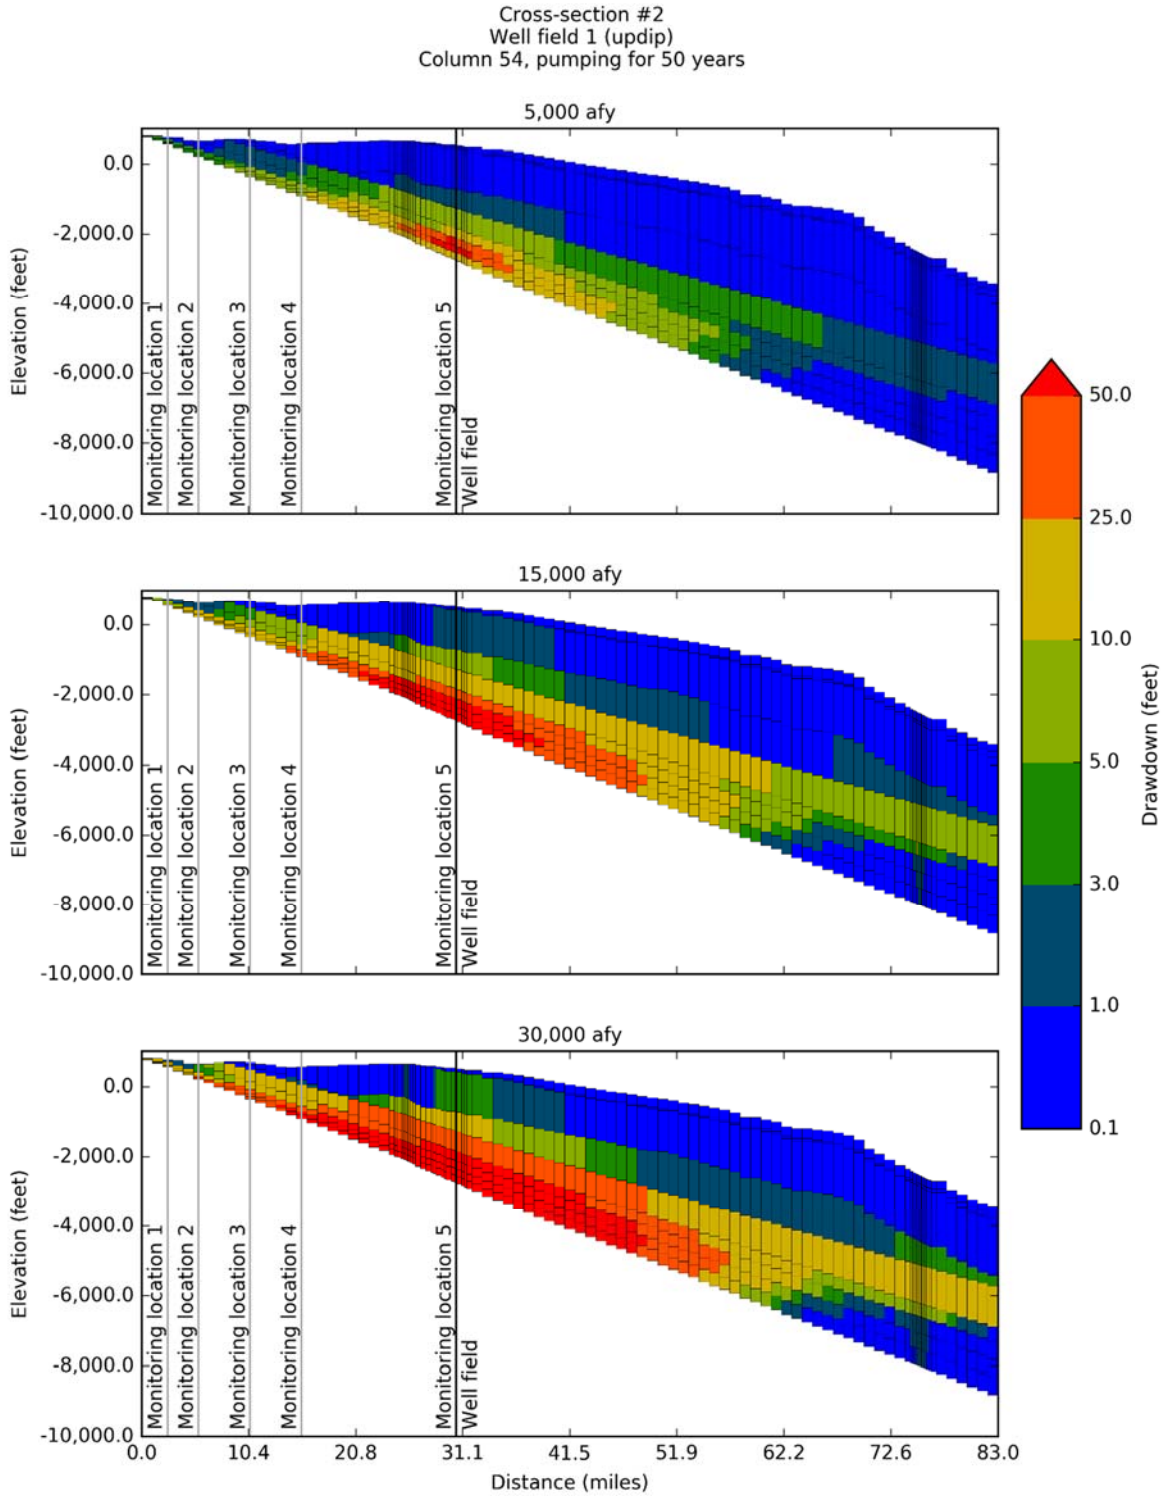 Cross-section #2
Well field 1 (updip)
Column 54, pumping for 50 years
5,000 afy
0.0
-2,000.0
-4,000.0
-6,000.0
-8,000.0
-10,000.0
Elevation (feet)
Monitoring location 1
Monitoring location 2
Monitoring location 3
Monitoring location 4
Monitoring location 5
Well field
15,000 afy
0.0
-2,000.0
-4,000.0
-6,000.0
-8,000.0
-10,000.0
Elevation (feet)
Monitoring location 1
Monitoring location 2
Monitoring location 3
Monitoring location 4
Monitoring location 5
Well field
30,000 afy
0.0
-2,000.0
-4,000.0
-6,000.0
-8,000.0
-10,000.0
Elevation (feet)
Monitoring location 1
Monitoring location 2
Monitoring location 3
Monitoring location 4
Monitoring location 5
Well field
0.0 10.4 20.8 31.1 41.5 51.9 62.2 72.6 83.0
Distance (miles)
50.0
25.0
10.0
5.0
3.0
1.0
0.1
Drawdown (feet)